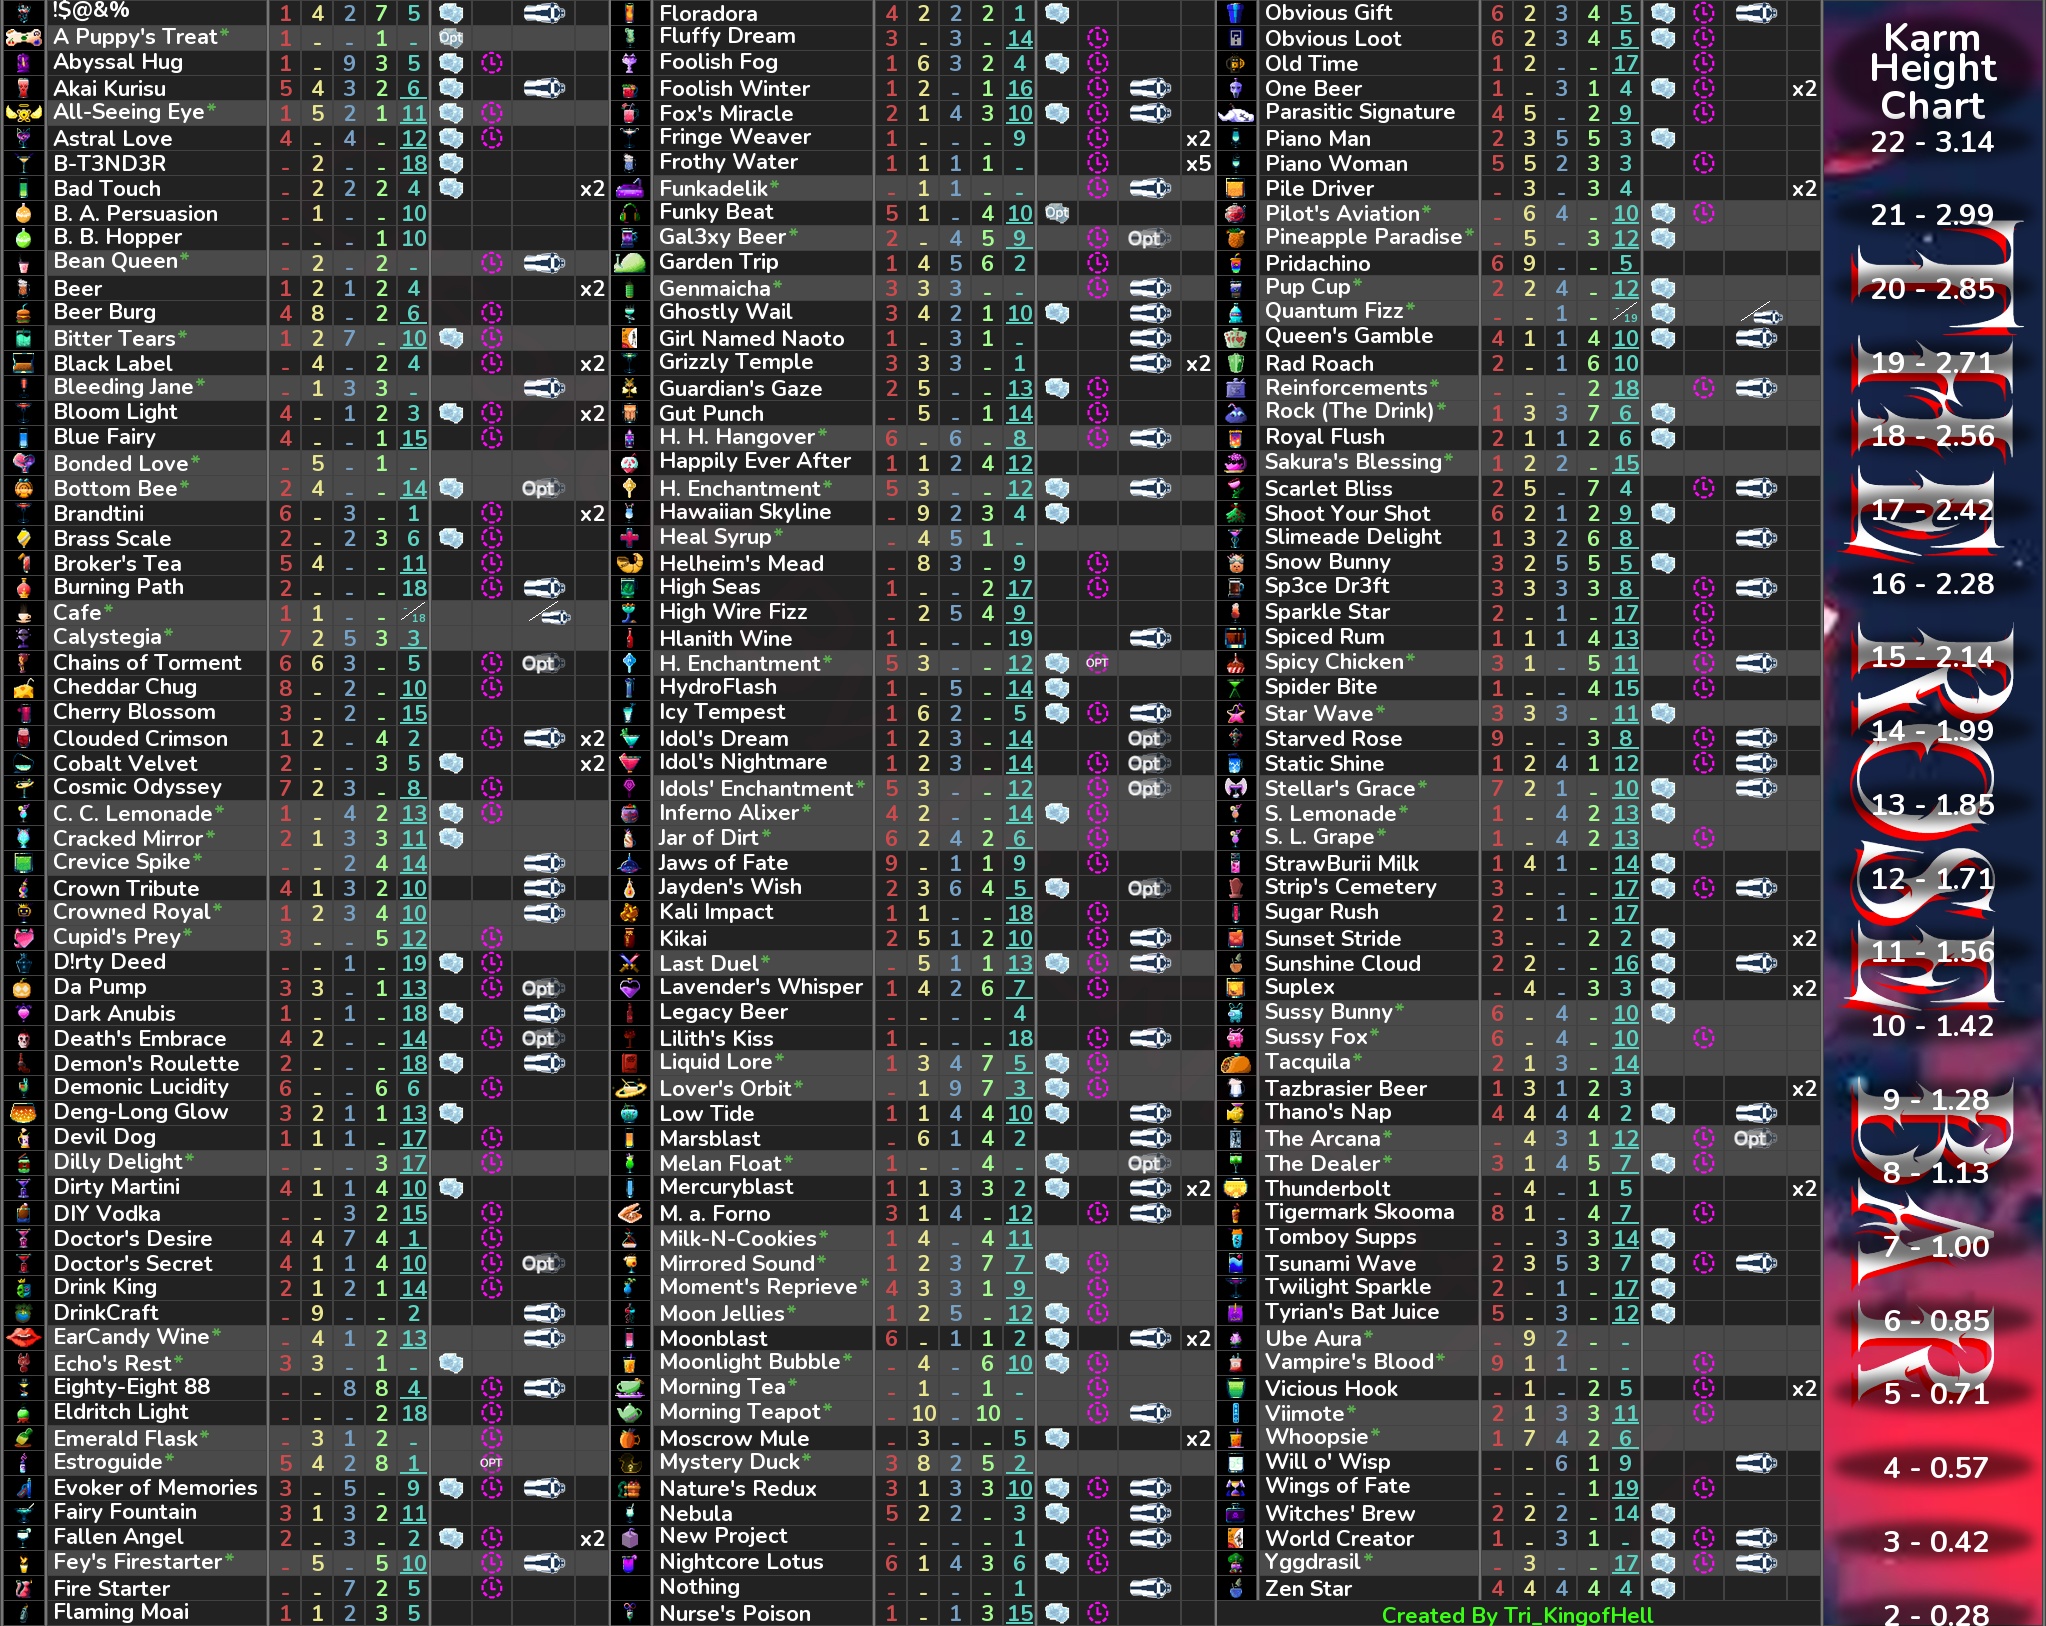 !$@&% 1 4 2 7 5
A Puppy's Treat* 1 - - 1 - Opt
Abyssal Hug 1 - 9 3 5
Akai Kurisu 5 4 3 2 6
All-Seeing Eye* 1 5 2 1 11
Astral Love 4 - 4 - 12
B-T3ND3R - 2 - - 18
Bad Touch - 2 2 2 4 x2
B. A. Persuasion - 1 - - 10
B. B. Hopper - - - 1 10
Bean Queen* - 2 - 2 -
Beer 1 2 1 2 4 x2
Beer Burg 4 8 - 2 6
Bitter Tears* 1 2 7 - 10
Black Label - 4 - 2 4 x2
Bleeding Jane* - 1 3 3 -
Bloom Light 4 - 1 2 3 x2
Blue Fairy 4 - - 1 15
Bonded Love* - 5 - 1 -
Bottom Bee* 2 4 - - 14 Opt
Brandtini 6 - 3 - 1 x2
Brass Scale 2 - 2 3 6
Broker's Tea 5 4 - - 11
Burning Path 2 - - - 18
Cafe* 1 1 - - -/18
Calystegia* 7 2 5 3 3
Chains of Torment 6 6 3 - 5 Opt
Cheddar Chug 8 - 2 - 10
Cherry Blossom 3 - 2 - 15
Clouded Crimson 1 2 - 4 2 x2
Cobalt Velvet 2 - - 3 5 x2
Cosmic Odyssey 7 2 3 - 8
C. C. Lemonade* 1 - 4 2 13
Cracked Mirror* 2 1 3 3 11
Crevice Spike* - - 2 4 14
Crown Tribute 4 1 3 2 10
Crowned Royal* 1 2 3 4 10
Cupid's Prey* 3 - - 5 12
D!rty Deed - - 1 - 19
Da Pump 3 3 - 1 13 Opt
Dark Anubis 1 - 1 - 18
Death's Embrace 4 2 - - 14 Opt
Demon's Roulette 2 - - - 18
Demonic Lucidity 6 - - 6 6
Deng-Long Glow 3 2 1 1 13
Devil Dog 1 1 1 - 17
Dilly Delight* - - - 3 17
Dirty Martini 4 1 1 4 10
DIY Vodka - - 3 2 15
Doctor's Desire 4 4 7 4 1
Doctor's Secret 4 1 1 4 10 Opt
Drink King 2 1 2 1 14
DrinkCraft - 9 - - 2
EarCandy Wine* - 4 1 2 13
Echo's Rest* 3 3 - 1 -
Eighty-Eight 88 - - 8 8 4
Eldritch Light - - - 2 18
Emerald Flask* - 3 1 2 -
Estroguide* 5 4 2 8 1 OPT
Evoker of Memories 3 - 5 - 9
Fairy Fountain 3 1 3 2 11
Fallen Angel 2 - 3 - 2 x2
Fey's Firestarter* - 5 - 5 10
Fire Starter - - 7 2 5
Flaming Moai 1 1 2 3 5
Floradora 4 2 2 2 1
Fluffy Dream 3 - 3 - 14
Foolish Fog 1 6 3 2 4
Foolish Winter 1 2 - 1 16
Fox's Miracle 2 1 4 3 10
Fringe Weaver 1 - - - 9 x2
Frothy Water 1 1 1 1 - x5
Funkadelik* - 1 1 - -
Funky Beat 5 1 - 4 10 Opt
Gal3xy Beer* 2 - 4 5 9 Opt
Garden Trip 1 4 5 6 2
Genmaicha* 3 3 3 - -
Ghostly Wail 3 4 2 1 10
Girl Named Naoto 1 - 3 1 -
Grizzly Temple 3 3 3 - 1 x2
Guardian's Gaze 2 5 - - 13
Gut Punch - 5 - 1 14
H. H. Hangover* 6 - 6 - 8
Happily Ever After 1 1 2 4 12
H. Enchantment* 5 3 - - 12
Hawaiian Skyline - 9 2 3 4
Heal Syrup* - 4 5 1 -
Helheim's Mead - 8 3 - 9
High Seas 1 - - 2 17
High Wire Fizz - 2 5 4 9
Hlanith Wine 1 - - - 19
H. Enchantment* 5 3 - - 12 OPT
HydroFlash 1 - 5 - 14
Icy Tempest 1 6 2 - 5
Idol's Dream 1 2 3 - 14 Opt
Idol's Nightmare 1 2 3 - 14 Opt
Idols' Enchantment* 5 3 - - 12 Opt
Inferno Alixer* 4 2 - - 14
Jar of Dirt* 6 2 4 2 6
Jaws of Fate 9 - 1 1 9
Jayden's Wish 2 3 6 4 5 Opt
Kali Impact 1 1 - - 18
Kikai 2 5 1 2 10
Last Duel* - 5 1 1 13
Lavender's Whisper 1 4 2 6 7
Legacy Beer - - - - 4
Lilith's Kiss 1 - - - 18
Liquid Lore* 1 3 4 7 5
Lover's Orbit* - 1 9 7 3
Low Tide 1 1 4 4 10
Marsblast - 6 1 4 2
Melan Float* 1 - - 4 - Opt
Mercuryblast 1 1 3 3 2 x2
M. a. Forno 3 1 4 - 12
Milk-N-Cookies* 1 4 - 4 11
Mirrored Sound* 1 2 3 7 7
Moment's Reprieve* 4 3 3 1 9
Moon Jellies* 1 2 5 - 12
Moonblast 6 - 1 1 2 x2
Moonlight Bubble* - 4 - 6 10
Morning Tea* - 1 - 1 -
Morning Teapot* - 10 - 10 -
Moscrow Mule - 3 - - 5 x2
Mystery Duck* 3 8 2 5 2
Nature's Redux 3 1 3 3 10
Nebula 5 2 2 - 3
New Project - - - - 1
Nightcore Lotus 6 1 4 3 6
Nothing - - - - 1
Nurse's Poison 1 - 1 3 15
Obvious Gift 6 2 3 4 5
Obvious Loot 6 2 3 4 5
Old Time 1 2 - - 17
One Beer 1 - 3 1 4 x2
Parasitic Signature 4 5 - 2 9
Piano Man 2 3 5 5 3
Piano Woman 5 5 2 3 3
Pile Driver - 3 - 3 4 x2
Pilot's Aviation* - 6 4 - 10
Pineapple Paradise* - 5 - 3 12
Pridachino 6 9 - - 5
Pup Cup* 2 2 4 - 12
Quantum Fizz* - - 1 - -/19
Queen's Gamble 4 1 1 4 10
Rad Roach 2 - 1 6 10
Reinforcements* - - - 2 18
Rock (The Drink)* 1 3 3 7 6
Royal Flush 2 1 1 2 6
Sakura's Blessing* 1 2 2 - 15
Scarlet Bliss 2 5 - 7 4
Shoot Your Shot 6 2 1 2 9
Slimeade Delight 1 3 2 6 8
Snow Bunny 3 2 5 5 5
Sp3ce Dr3ft 3 3 3 3 8
Sparkle Star 2 - 1 - 17
Spiced Rum 1 1 1 4 13
Spicy Chicken* 3 1 - 5 11
Spider Bite 1 - - 4 15
Star Wave* 3 3 3 - 11
Starved Rose 9 - - 3 8
Static Shine 1 2 4 1 12
Stellar's Grace* 7 2 1 - 10
S. Lemonade* 1 - 4 2 13
S. L. Grape* 1 - 4 2 13
StrawBurii Milk 1 4 1 - 14
Strip's Cemetery 3 - - - 17
Sugar Rush 2 - 1 - 17
Sunset Stride 3 - - 2 2 x2
Sunshine Cloud 2 2 - - 16
Suplex - 4 - 3 3 x2
Sussy Bunny* 6 - 4 - 10
Sussy Fox* 6 - 4 - 10
Tacquila* 2 1 3 - 14
Tazbrasier Beer 1 3 1 2 3 x2
Thano's Nap 4 4 4 4 2
The Arcana* - 4 3 1 12 Opt
The Dealer* 3 1 4 5 7
Thunderbolt - 4 - 1 5 x2
Tigermark Skooma 8 1 - 4 7
Tomboy Supps - - 3 3 14
Tsunami Wave 2 3 5 3 7
Twilight Sparkle 2 - 1 - 17
Tyrian's Bat Juice 5 - 3 - 12
Ube Aura* - 9 2 - -
Vampire's Blood* 9 1 1 - -
Vicious Hook - 1 - 2 5 x2
Viimote* 2 1 3 3 11
Whoopsie* 1 7 4 2 6
Will o' Wisp - - 6 1 9
Wings of Fate - - - 1 19
Witches' Brew 2 2 2 - 14
World Creator 1 - 3 1 -
Yggdrasil* - 3 - - 17
Zen Star 4 4 4 4 4
Created By Tri_KingofHell
Karm
Height
Chart
22 - 3.14
21 - 2.99
20 - 2.85
19 - 2.71
18 - 2.56
17 - 2.42
16 - 2.28
15 - 2.14
14 - 1.99
13 - 1.85
12 - 1.71
11 - 1.56
10 - 1.42
9 - 1.28
8 - 1.13
7 - 1.00
6 - 0.85
5 - 0.71
4 - 0.57
3 - 0.42
2 - 0.28
THE ROSE BAR